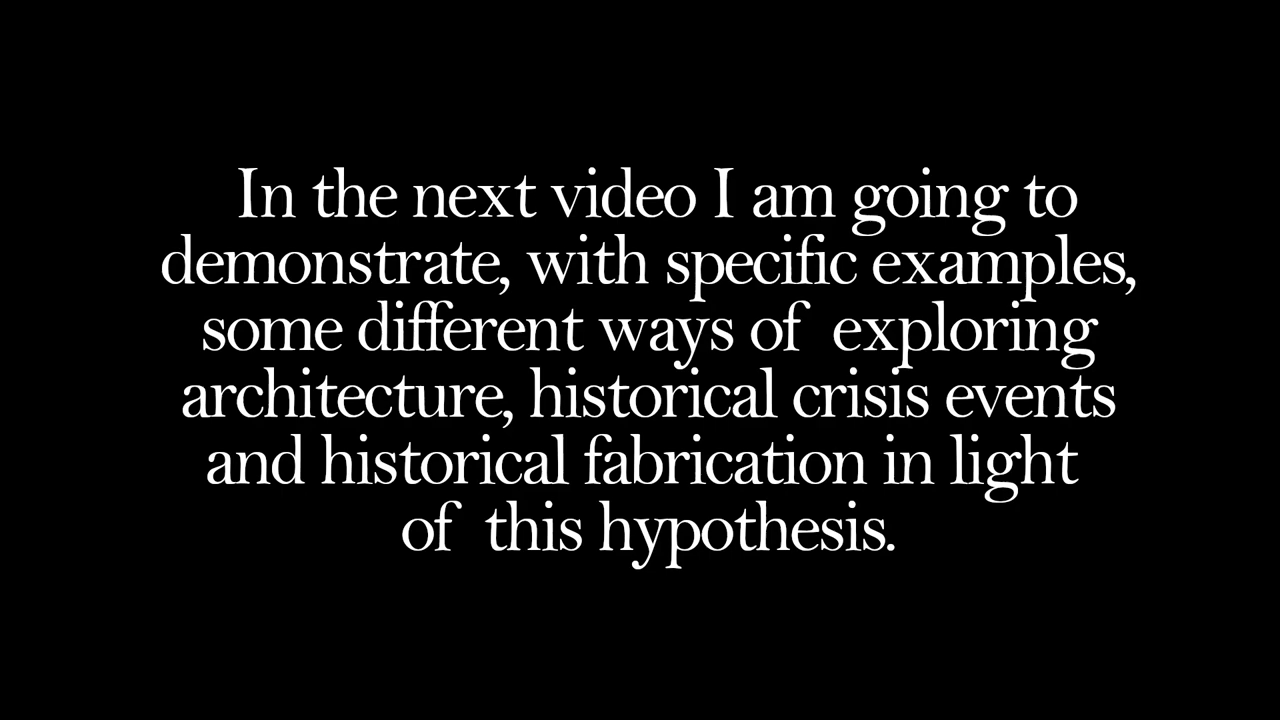 In the next video I am going to
demonstrate, with specific examples,
some different ways of exploring
architecture, historical crisis events
and historical fabrication in light
of this hypothesis.